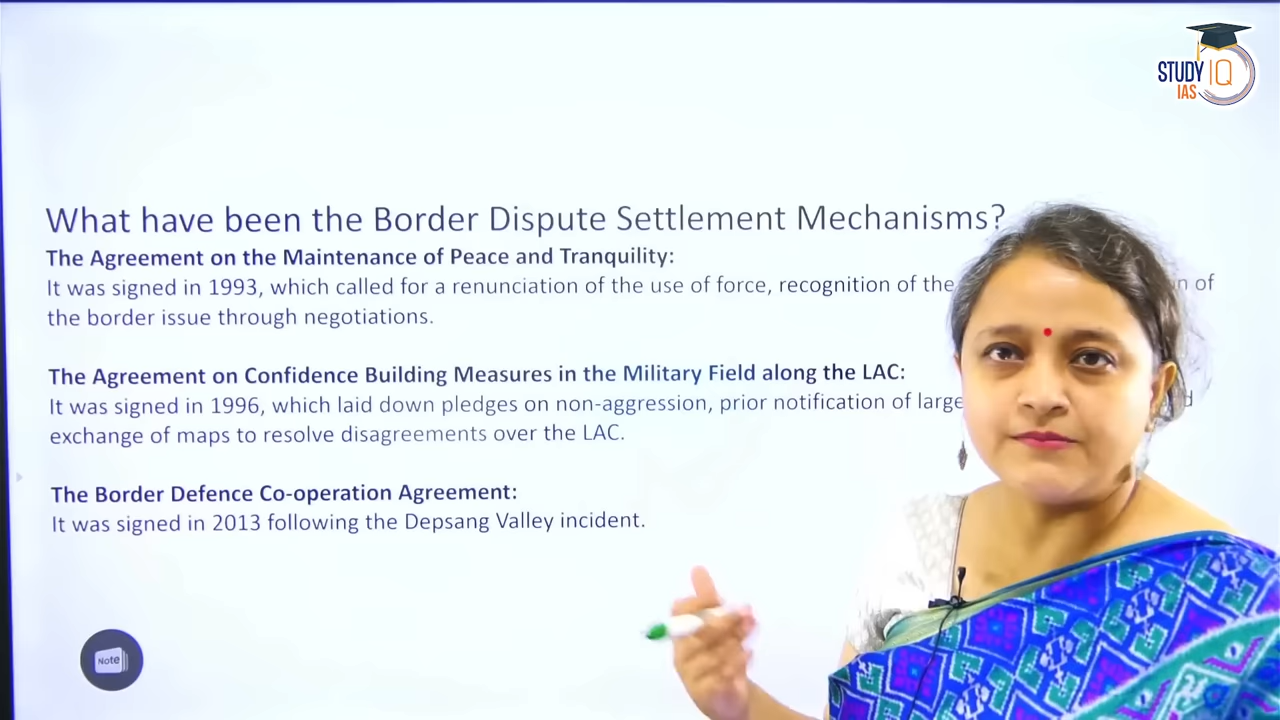 STUDY IQ
IAS
What have been the Border Dispute Settlement Mechanisms?
The Agreement on the Maintenance of Peace and Tranquility:
It was signed in 1993, which called for a renunciation of the use of force, recognition of the of
the border issue through negotiations.
The Agreement on Confidence Building Measures in the Military Field along the LAC:
It was signed in 1996, which laid down pledges on non-aggression, prior notification of large
exchange of maps to resolve disagreements over the LAC.
The Border Defence Co-operation Agreement:
It was signed in 2013 following the Depsang Valley incident.
Note